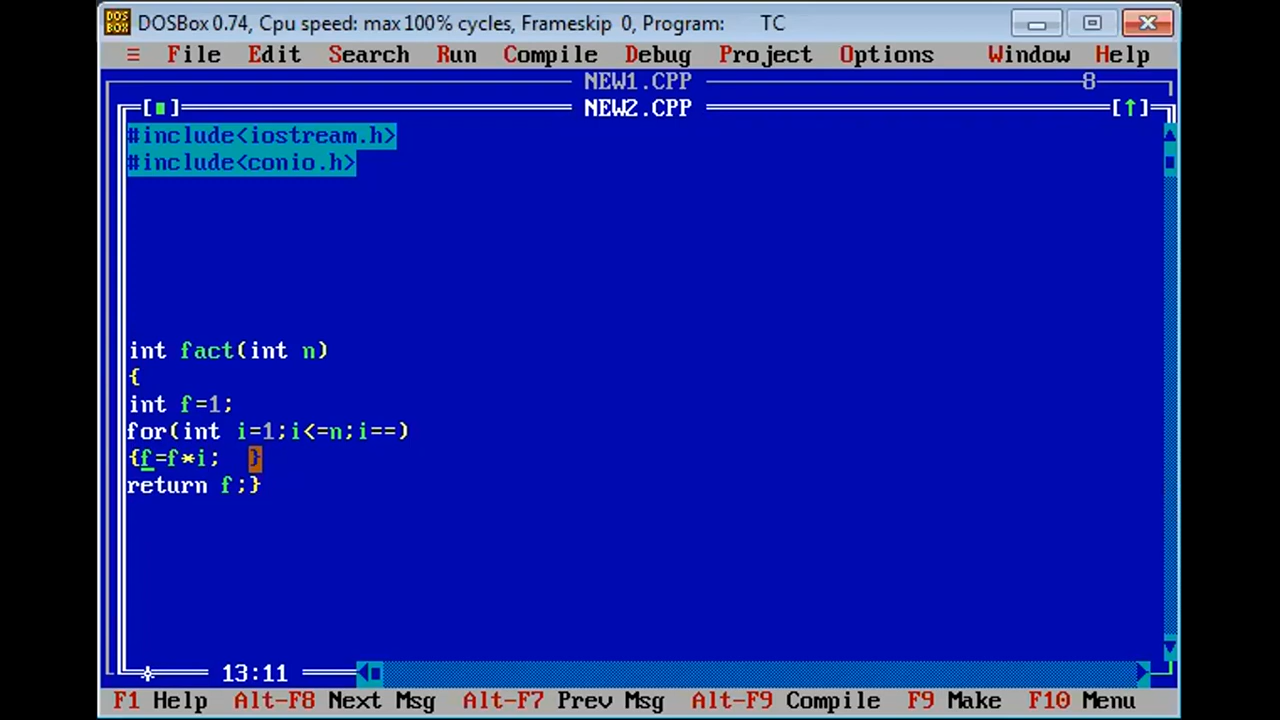 DOSBox 0.74, Cpu speed: max 100% cycles, Frameskip 0, Program: TC
≡ File Edit Search Run Compile Debug Project Options Window Help
NEW1.CPP 8
[■] NEW2.CPP [↑]
#include<iostream.h>
#include<conio.h>
int fact(int n)
{
int f=1;
for(int i=1;i<=n;i==)
{f=f*i; }
return f;}
13:11
F1 Help Alt-F8 Next Msg Alt-F7 Prev Msg Alt-F9 Compile F9 Make F10 Menu